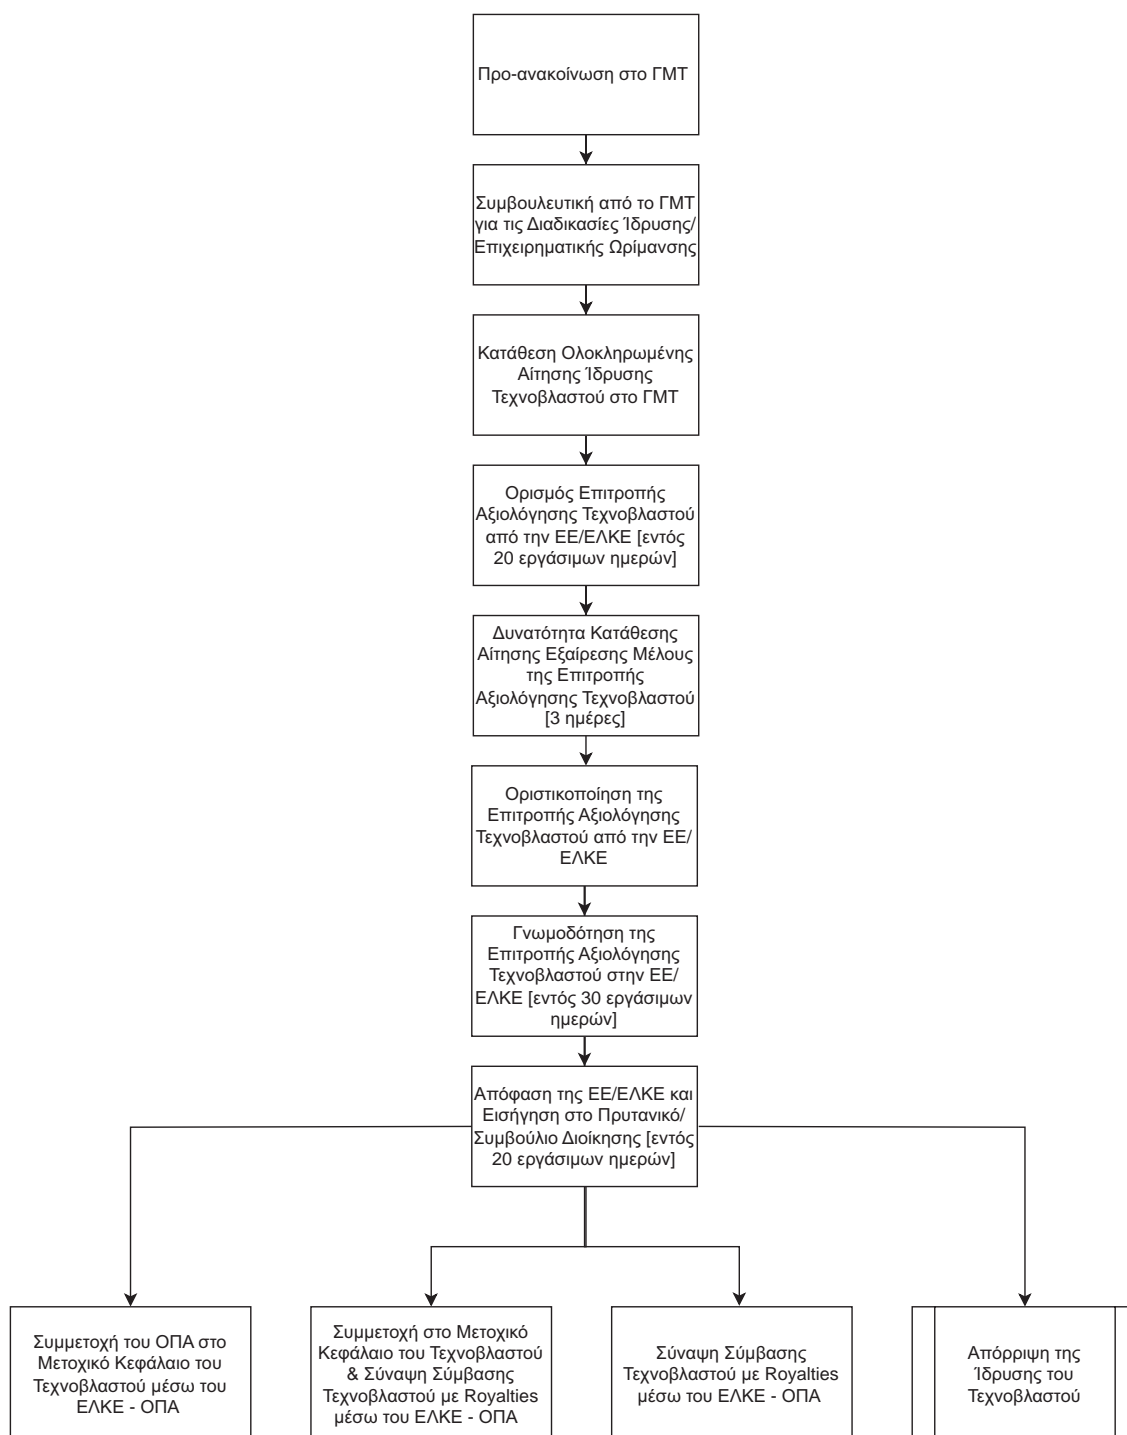 Προ-ανακοίνωση στο ΓΜΤ
Συμβουλευτική από το ΓΜΤ
για τις Διαδικασίες Ίδρυσης/
Επιχειρηματικής Ωρίμανσης
Κατάθεση Ολοκληρωμένης
Αίτησης Ίδρυσης
Τεχνοβλαστού στο ΓΜΤ
Ορισμός Επιτροπής
Αξιολόγησης Τεχνοβλαστού
από την ΕΕ/ΕΛΚΕ [εντός
20 εργάσιμων ημερών]
Δυνατότητα Κατάθεσης
Αίτησης Εξαίρεσης Μέλους
της Επιτροπής
Αξιολόγησης Τεχνοβλαστού
[3 ημέρες]
Οριστικοποίηση της
Επιτροπής Αξιολόγησης
Τεχνοβλαστού από την ΕΕ/
ΕΛΚΕ
Γνωμοδότηση της
Επιτροπής Αξιολόγησης
Τεχνοβλαστού στην ΕΕ/
ΕΛΚΕ [εντός 30 εργάσιμων
ημερών]
Απόφαση της ΕΕ/ΕΛΚΕ και
Εισήγηση στο Πρυτανικό/
Συμβούλιο Διοίκησης [εντός
20 εργάσιμων ημερών]
Συμμετοχή του ΟΠΑ στο
Μετοχικό Κεφάλαιο του
Τεχνοβλαστού μέσω του
ΕΛΚΕ - ΟΠΑ
Συμμετοχή στο Μετοχικό
Κεφάλαιο του Τεχνοβλαστού
& Σύναψη Σύμβασης
Τεχνοβλαστού με Royalties
μέσω του ΕΛΚΕ - ΟΠΑ
Σύναψη Σύμβασης
Τεχνοβλαστού με Royalties
μέσω του ΕΛΚΕ - ΟΠΑ
Απόρριψη της
Ίδρυσης του
Τεχνοβλαστού